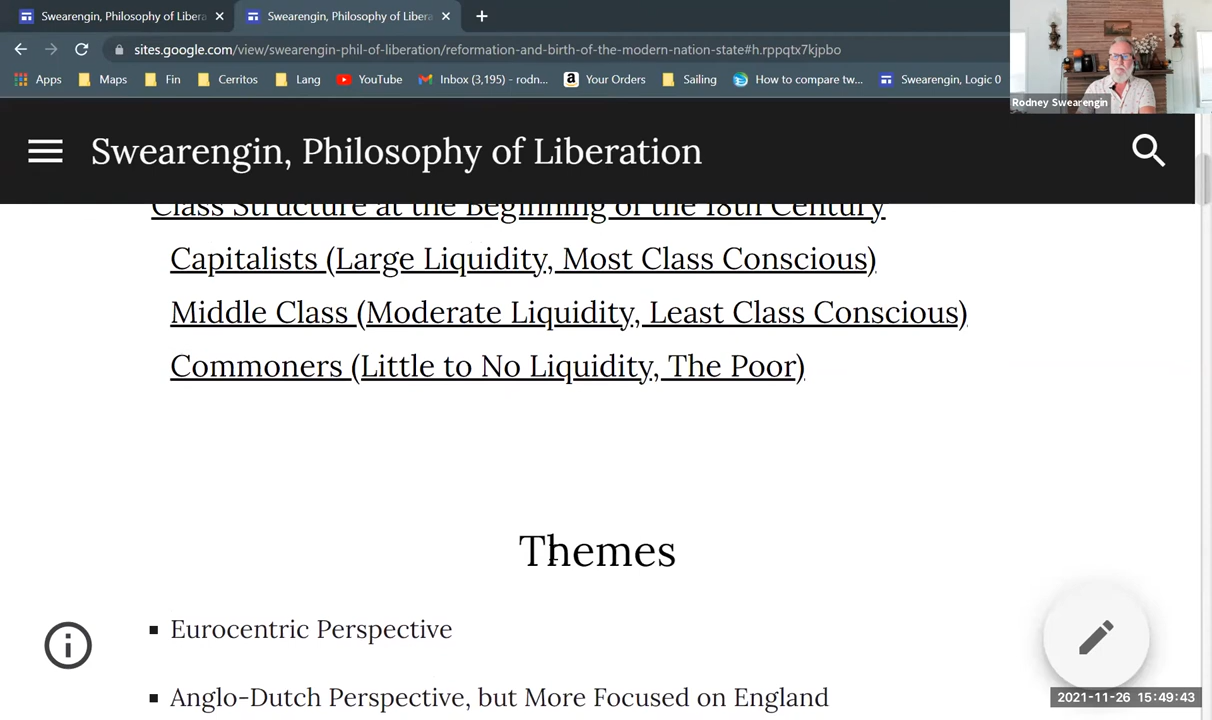 Swearengin, Philosophy of Libera
Swearengin, Philosophy of Libera
sites.google.com/view/swearengin-phil-of-liberation/reformation-and-birth-of-the-modern-nation-state#h.rppqtx7kjpbo
Apps Maps Fin Cerritos Lang YouTube Inbox (3,195) - rodn... Your Orders Sailing How to compare tw... Swearengin, Logic 0
Rodney Swearengin
Swearengin, Philosophy of Liberation
Class Structure at the Beginning of the 18th Century
Capitalists (Large Liquidity, Most Class Conscious)
Middle Class (Moderate Liquidity, Least Class Conscious)
Commoners (Little to No Liquidity, The Poor)
Themes
Eurocentric Perspective
Anglo-Dutch Perspective, but More Focused on England
2021-11-26 15:49:43